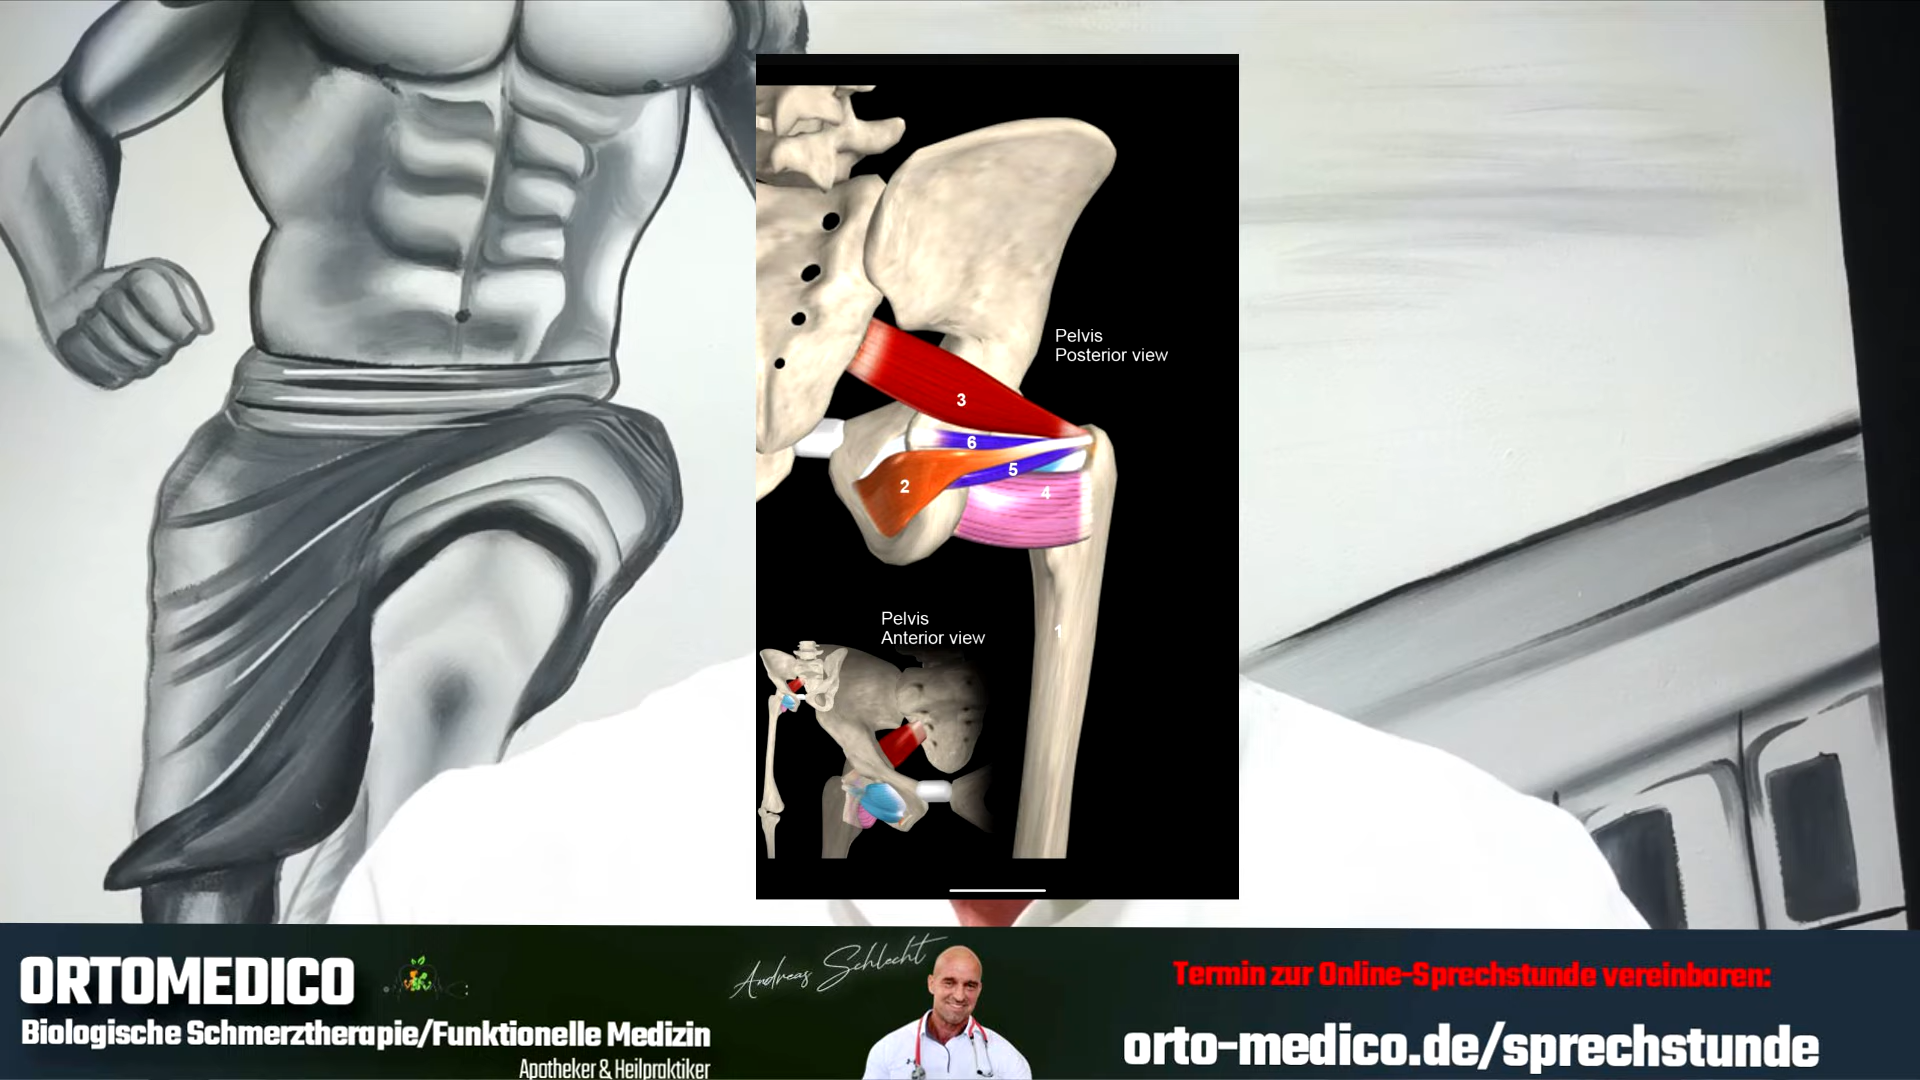 Pelvis
Posterior view
3
6
5
2
4
1
Pelvis
Anterior view
ORTOMEDICO
Biologische Schmerztherapie/Funktionelle Medizin
Apotheker & Heilpraktiker
Andreas Schlecht
Termin zur Online-Sprechstunde vereinbaren:
orto-medico.de/sprechstunde